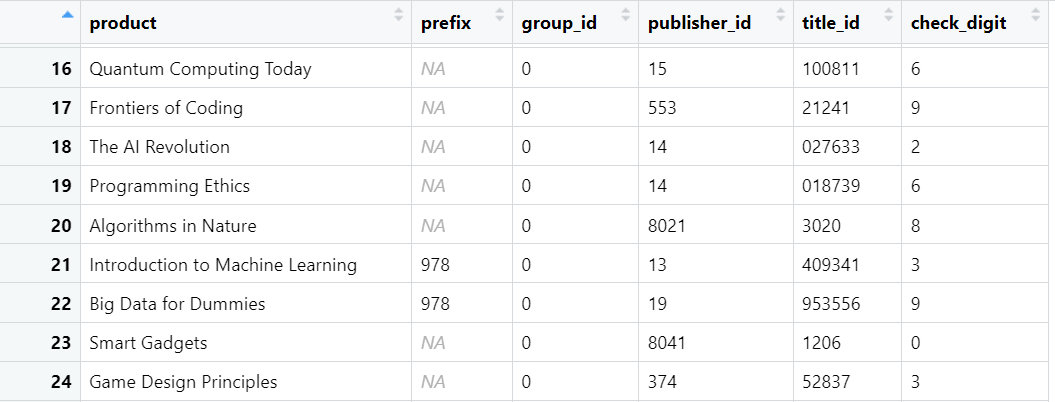 product prefix group_id publisher_id title_id check_digit
16 Quantum Computing Today NA 0 15 100811 6
17 Frontiers of Coding NA 0 553 21241 9
18 The AI Revolution NA 0 14 027633 2
19 Programming Ethics NA 0 14 018739 6
20 Algorithms in Nature NA 0 8021 3020 8
21 Introduction to Machine Learning 978 0 13 409341 3
22 Big Data for Dummies 978 0 19 953556 9
23 Smart Gadgets NA 0 8041 1206 0
24 Game Design Principles NA 0 374 52837 3